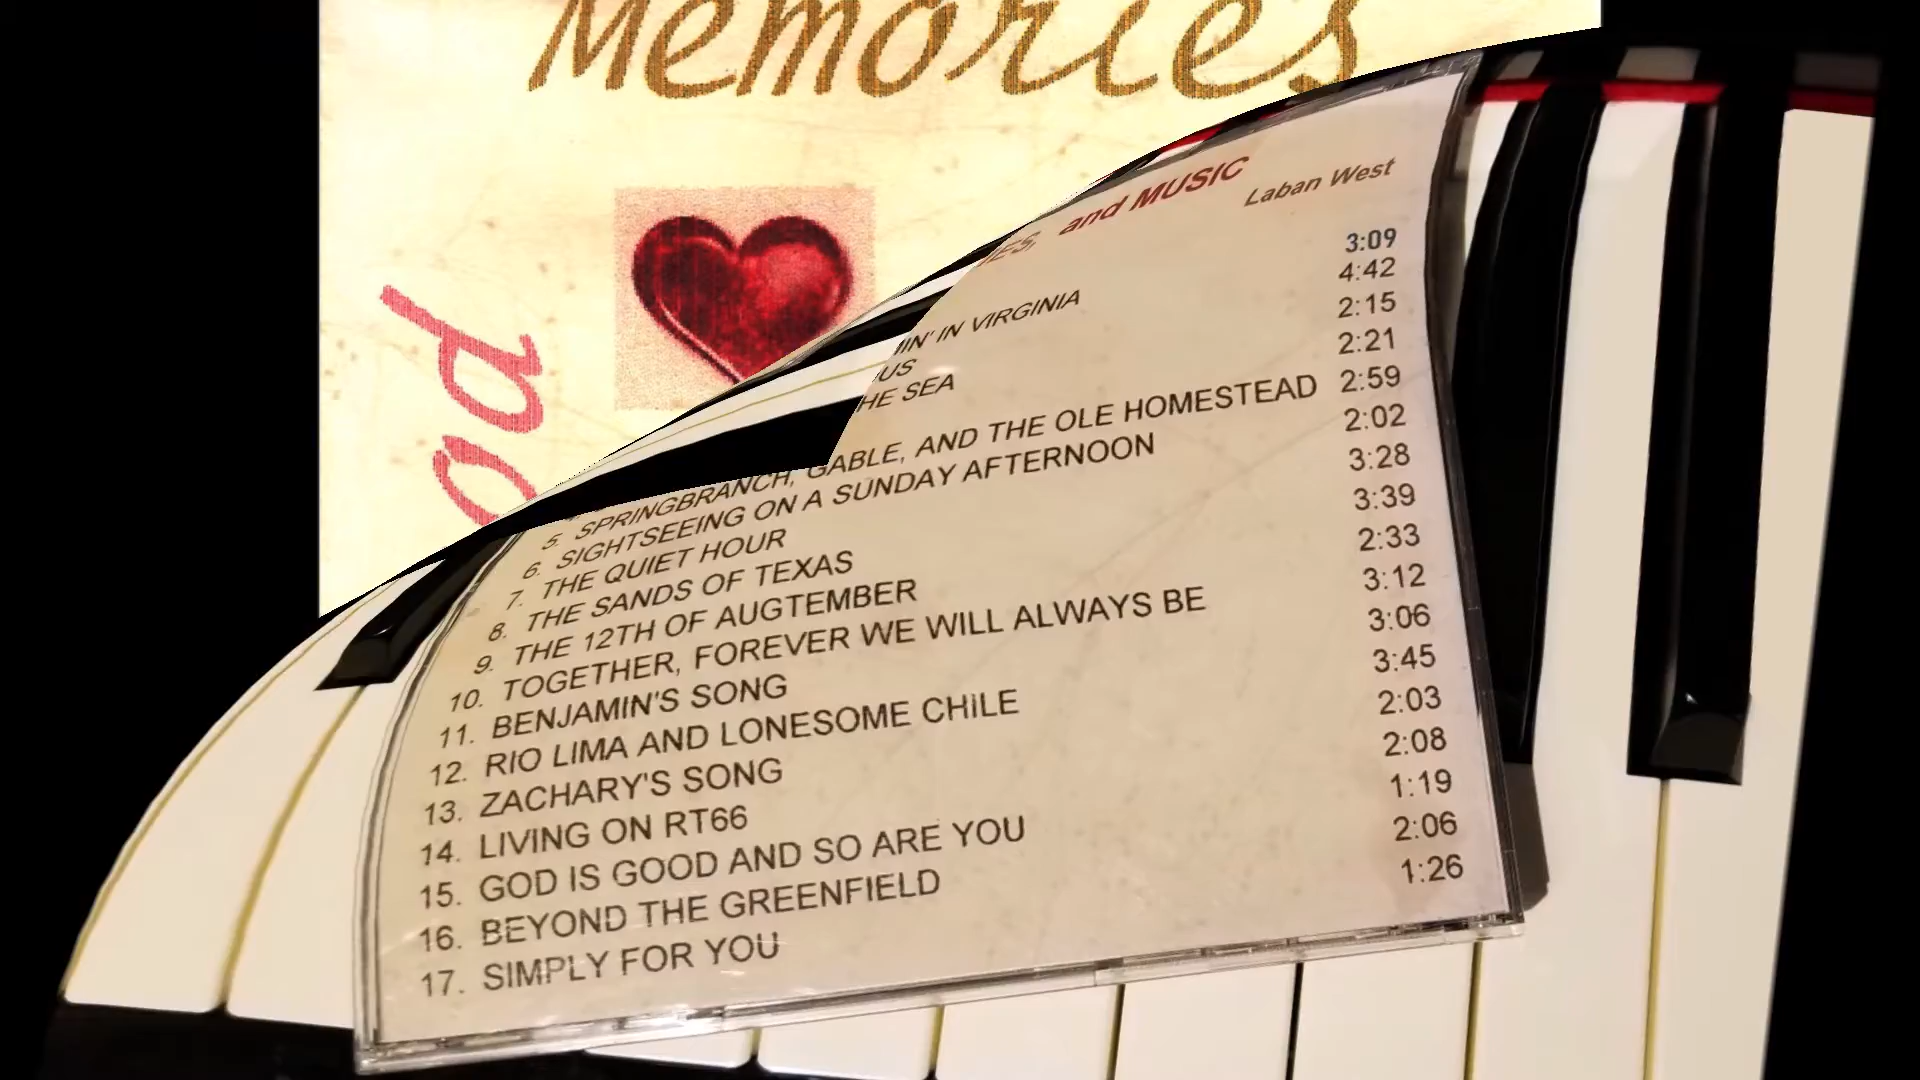 Memories
od
and MUSIC
Laban West
3:09
4:42
IN VIRGINIA 2:15
2:21
SEA 2:59
5. SPRINGBRANCH, GABLE, AND THE OLE HOMESTEAD 2:02
6. SIGHTSEEING ON A SUNDAY AFTERNOON 3:28
7. THE QUIET HOUR 3:39
8. THE SANDS OF TEXAS 2:33
9. THE 12TH OF AUGTEMBER 3:12
10. TOGETHER, FOREVER WE WILL ALWAYS BE 3:06
11. BENJAMIN'S SONG 3:45
12. RIO LIMA AND LONESOME CHILE 2:03
13. ZACHARY'S SONG 2:08
14. LIVING ON RT66 1:19
15. GOD IS GOOD AND SO ARE YOU 2:06
16. BEYOND THE GREENFIELD 1:26
17. SIMPLY FOR YOU